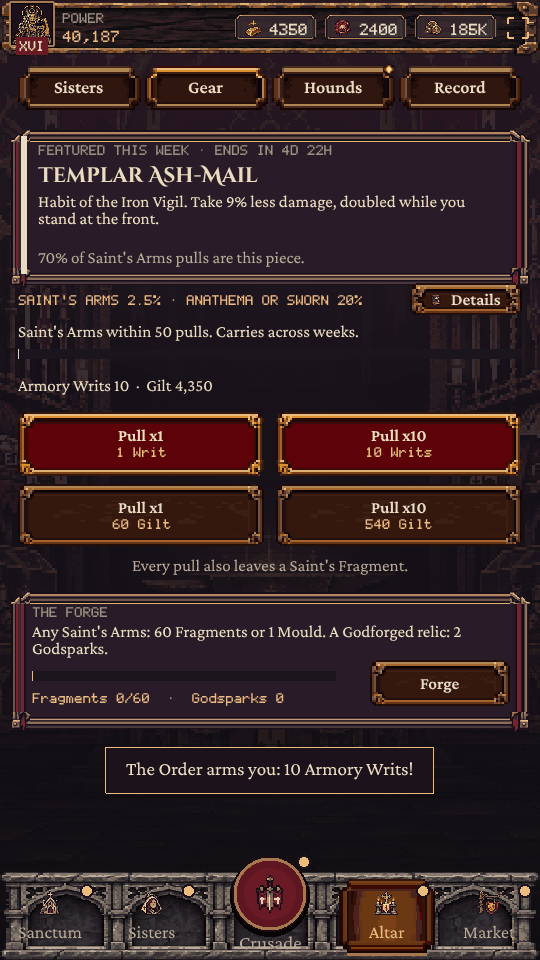 POWER
40,187
XVI
4350
2400
185K
Sisters
Gear
Hounds
Record
FEATURED THIS WEEK · ENDS IN 4D 22H
TEMPLAR ASH-MAIL
Habit of the Iron Vigil. Take 9% less damage, doubled while you
stand at the front.
70% of Saint's Arms pulls are this piece.
SAINT'S ARMS 2.5% · ANATHEMA OR SWORN 20%
Details
Saint's Arms within 50 pulls. Carries across weeks.
Armory Writs 10 · Gilt 4,350
Pull x1
1 Writ
Pull x10
10 Writs
Pull x1
60 Gilt
Pull x10
540 Gilt
Every pull also leaves a Saint's Fragment.
THE FORGE
Any Saint's Arms: 60 Fragments or 1 Mould. A Godforged relic: 2
Godsparks.
Fragments 0/60 · Godsparks 0
Forge
The Order arms you: 10 Armory Writs!
Sanctum
Sisters
Crusade
Altar
Market